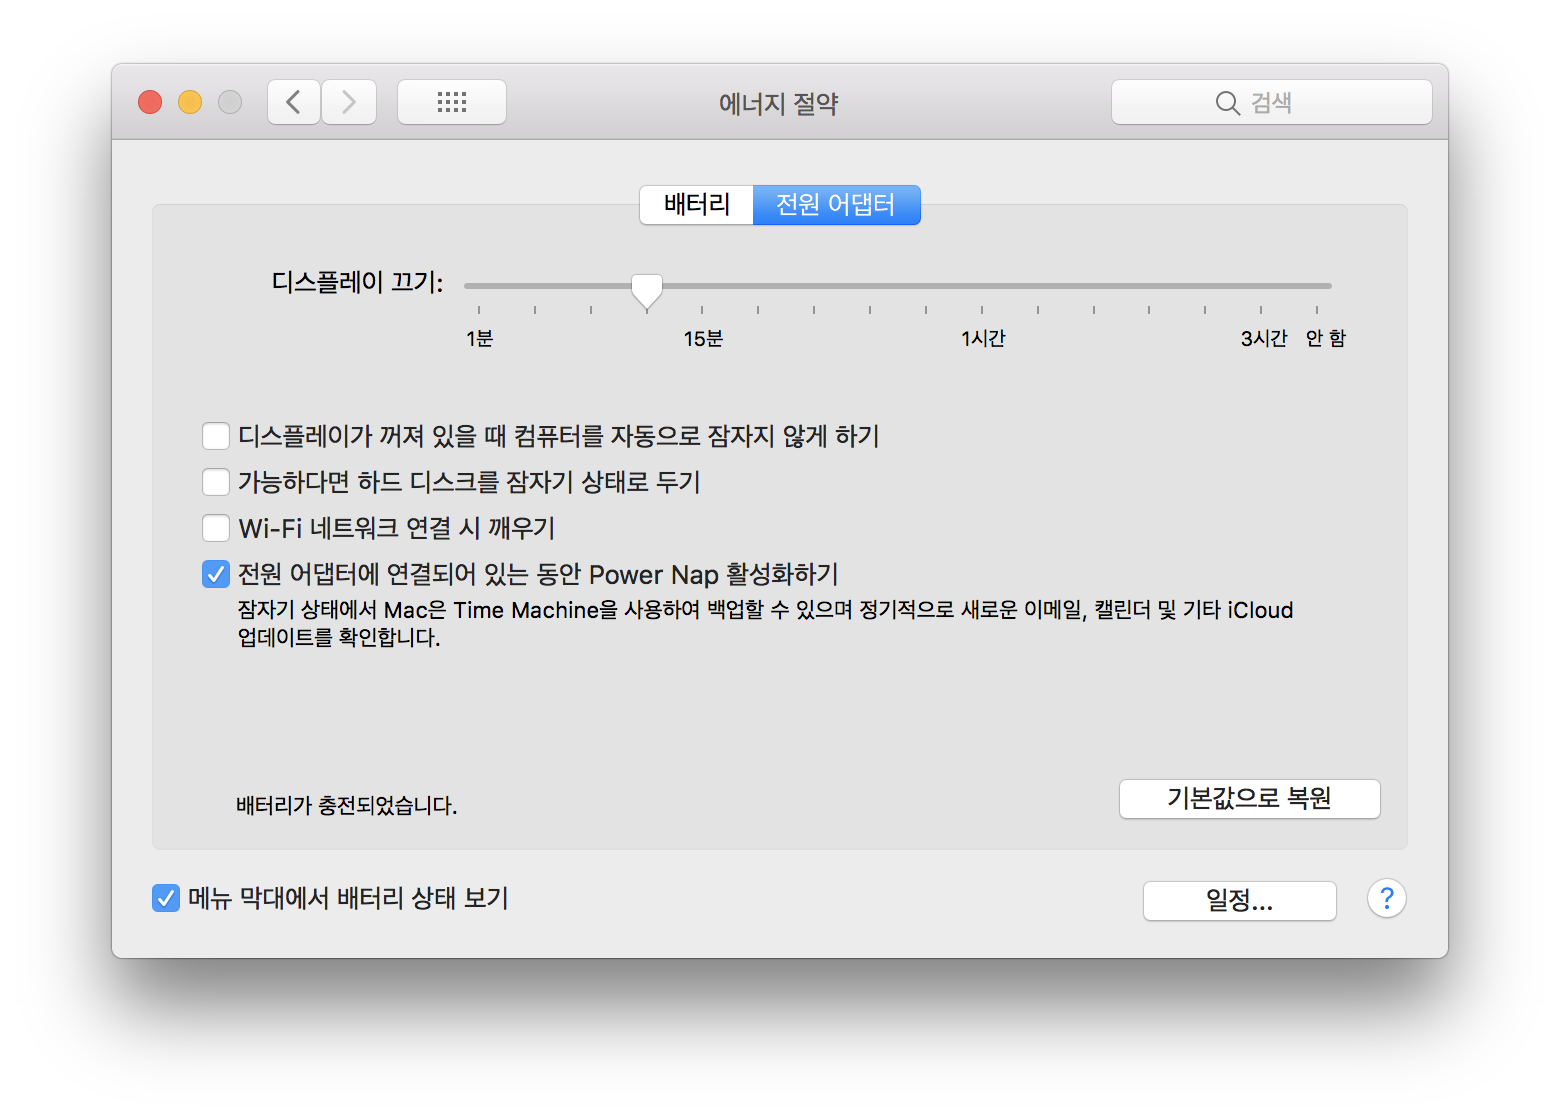 에너지 절약
검색
배터리
전원 어댑터
디스플레이 끄기:
1분
15분
1시간
3시간
안 함
디스플레이가 꺼져 있을 때 컴퓨터를 자동으로 잠자지 않게 하기
가능하다면 하드 디스크를 잠자기 상태로 두기
Wi-Fi 네트워크 연결 시 깨우기
전원 어댑터에 연결되어 있는 동안 Power Nap 활성화하기
잠자기 상태에서 Mac은 Time Machine을 사용하여 백업할 수 있으며 정기적으로 새로운 이메일, 캘린더 및 기타 iCloud
업데이트를 확인합니다.
배터리가 충전되었습니다.
기본값으로 복원
메뉴 막대에서 배터리 상태 보기
일정...
?